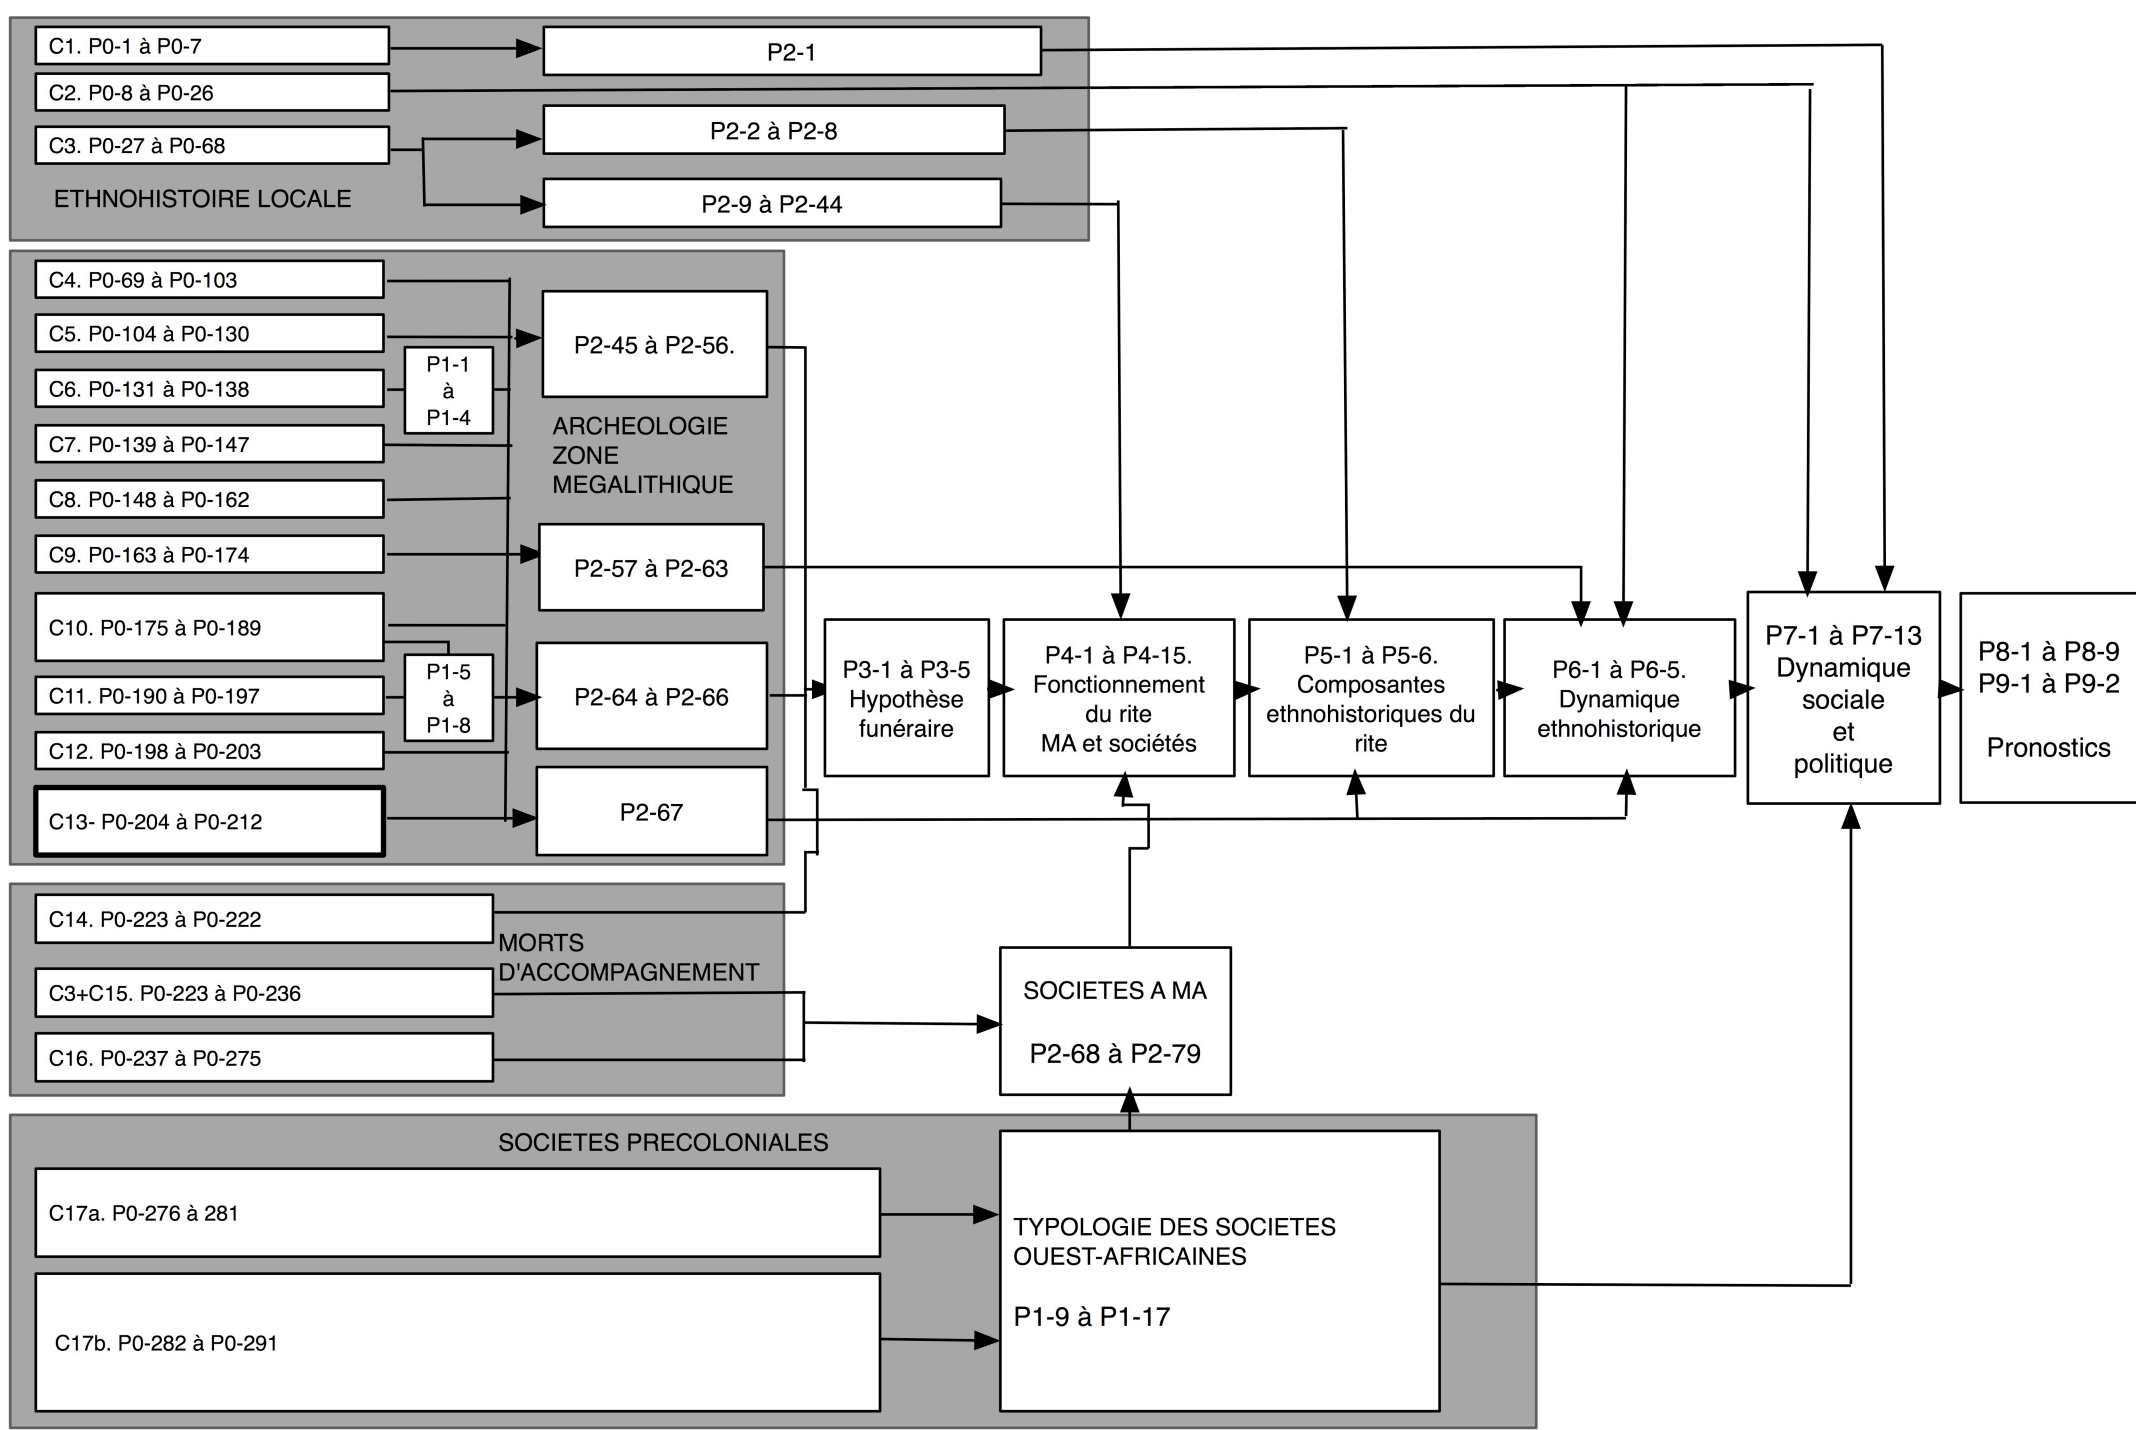 C1. P0-1 à P0-7
P2-1
C2. P0-8 à P0-26
C3. P0-27 à P0-68
P2-2 à P2-8
ETHNOHISTOIRE LOCALE
P2-9 à P2-44
C4. P0-69 à P0-103
C5. P0-104 à P0-130
P2-45 à P2-56.
C6. P0-131 à P0-138
P1-1
à
P1-4
C7. P0-139 à P0-147
ARCHEOLOGIE
ZONE
MEGALITHIQUE
C8. P0-148 à P0-162
C9. P0-163 à P0-174
P2-57 à P2-63
C10. P0-175 à P0-189
C11. P0-190 à P0-197
P1-5
à
P1-8
P2-64 à P2-66
C12. P0-198 à P0-203
C13- P0-204 à P0-212
P2-67
P3-1 à P3-5
Hypothèse
funéraire
P4-1 à P4-15.
Fonctionnement
du rite
MA et sociétés
P5-1 à P5-6.
Composantes
ethnohistoriques du
rite
P6-1 à P6-5.
Dynamique
ethnohistorique
P7-1 à P7-13
Dynamique
sociale
et
politique
P8-1 à P8-9
P9-1 à P9-2
Pronostics
C14. P0-223 à P0-222
MORTS
D'ACCOMPAGNEMENT
C3+C15. P0-223 à P0-236
C16. P0-237 à P0-275
SOCIETES A MA
P2-68 à P2-79
SOCIETES PRECOLONIALES
C17a. P0-276 à 281
C17b. P0-282 à P0-291
TYPOLOGIE DES SOCIETES
OUEST-AFRICAINES
P1-9 à P1-17